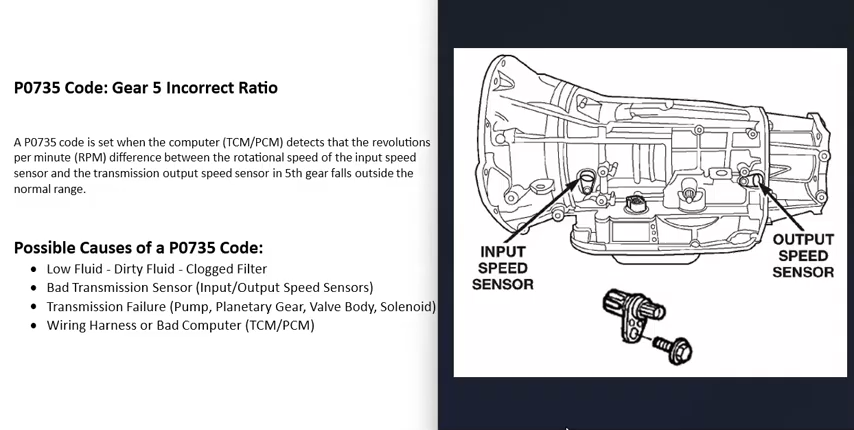 P0735 Code: Gear 5 Incorrect Ratio
A P0735 code is set when the computer (TCM/PCM) detects that the revolutions
per minute (RPM) difference between the rotational speed of the input speed
sensor and the transmission output speed sensor in 5th gear falls outside the
normal range.
Possible Causes of a P0735 Code:
• Low Fluid - Dirty Fluid - Clogged Filter
• Bad Transmission Sensor (Input/Output Speed Sensors)
• Transmission Failure (Pump, Planetary Gear, Valve Body, Solenoid)
• Wiring Harness or Bad Computer (TCM/PCM)
INPUT
SPEED
SENSOR
OUTPUT
SPEED
SENSOR